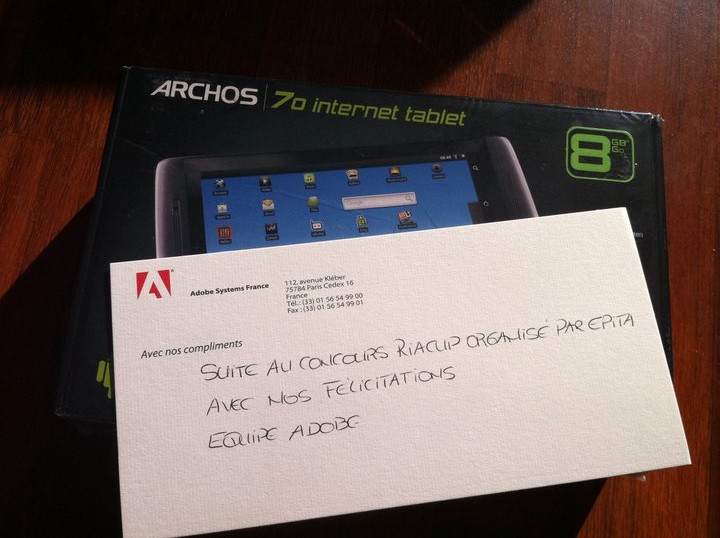 ARCHOS 70 internet tablet
8 GB Go
Adobe Systems France
112, avenue Kléber
75784 Paris Cedex 16
France
Tél.: (33) 01 56 54 99 00
Fax : (33) 01 56 54 99 01
Avec nos compliments
SUITE AU CONCOURS RIACUP ORGANISÉ PAR EPITA
AVEC NOS FÉLICITATIONS
EQUIPE ADOBE